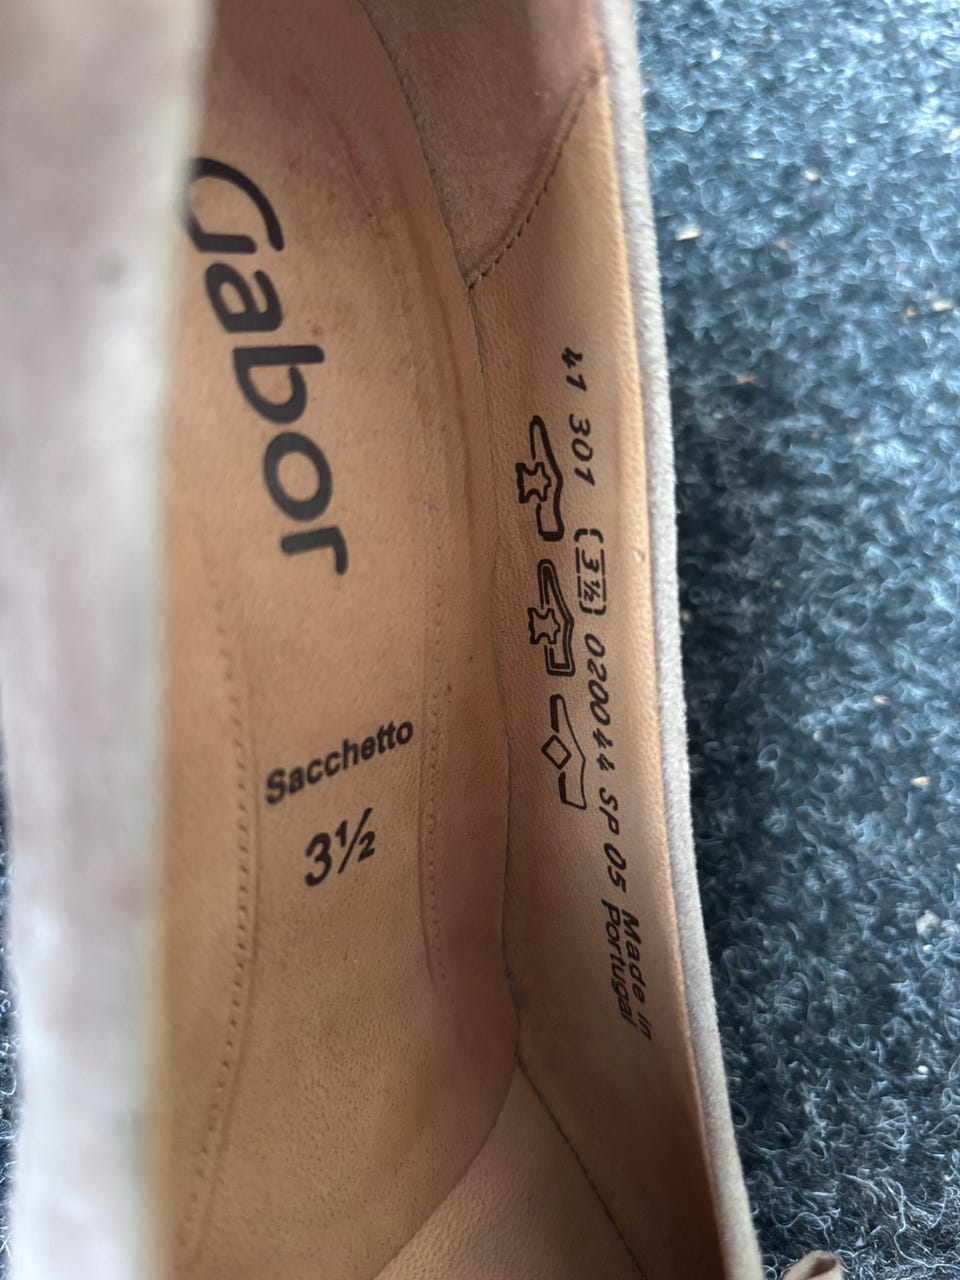 Gabor
Sacchetto
3½
41 301 [3½] 020044 SP 05 Made in
Portugal